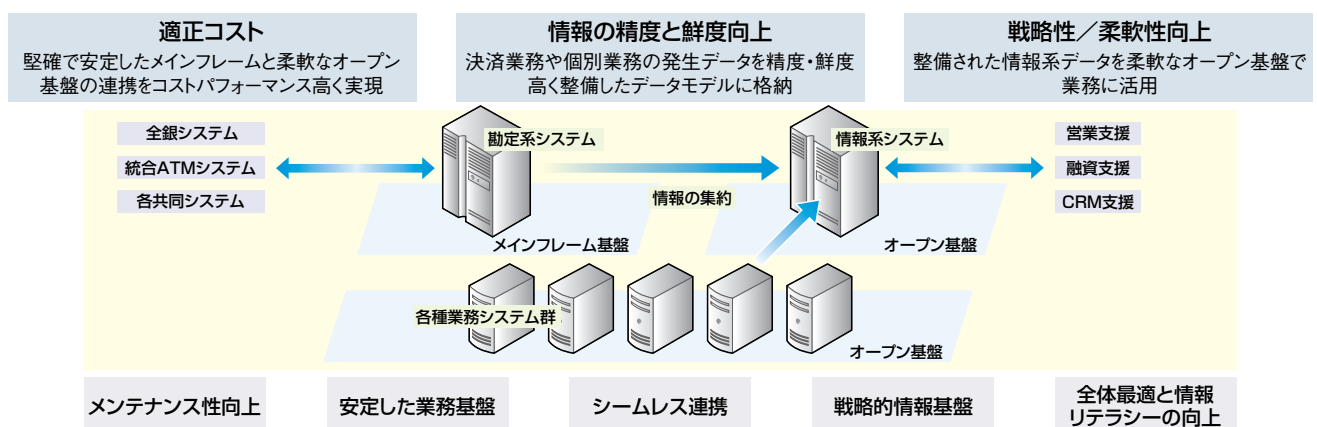 適正コスト
堅確で安定したメインフレームと柔軟なオープン
基盤の連携をコストパフォーマンス高く実現
情報の精度と鮮度向上
決済業務や個別業務の発生データを精度・鮮度
高く整備したデータモデルに格納
戦略性／柔軟性向上
整備された情報系データを柔軟なオープン基盤で
業務に活用
全銀システム
統合ATMシステム
各共同システム
勘定系システム
情報の集約
情報系システム
営業支援
融資支援
CRM支援
メインフレーム基盤
オープン基盤
各種業務システム群
オープン基盤
メンテナンス性向上
安定した業務基盤
シームレス連携
戦略的情報基盤
全体最適と情報
リテラシーの向上